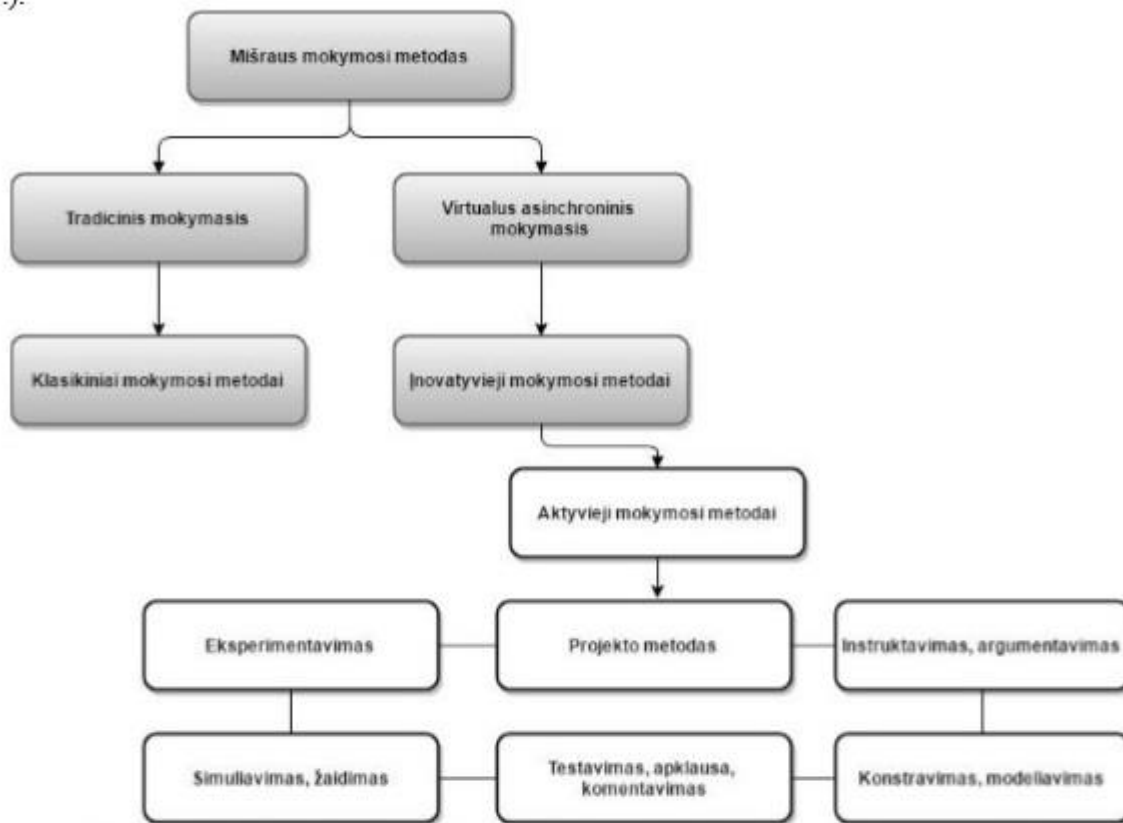 .).
Mišraus mokymosi metodas
Tradicinis mokymasis
Virtualus asinchroninis
mokymasis
Klasikiniai mokymosi metodai
Įnovatyvieji mokymosi metodai
Aktyvieji mokymosi metodai
Eksperimentavimas
Projekto metodas
Instruktavimas, argumentavimas
Simuliavimas, žaidimas
Testavimas, apklausa,
komentavimas
Konstravimas, modeliavimas